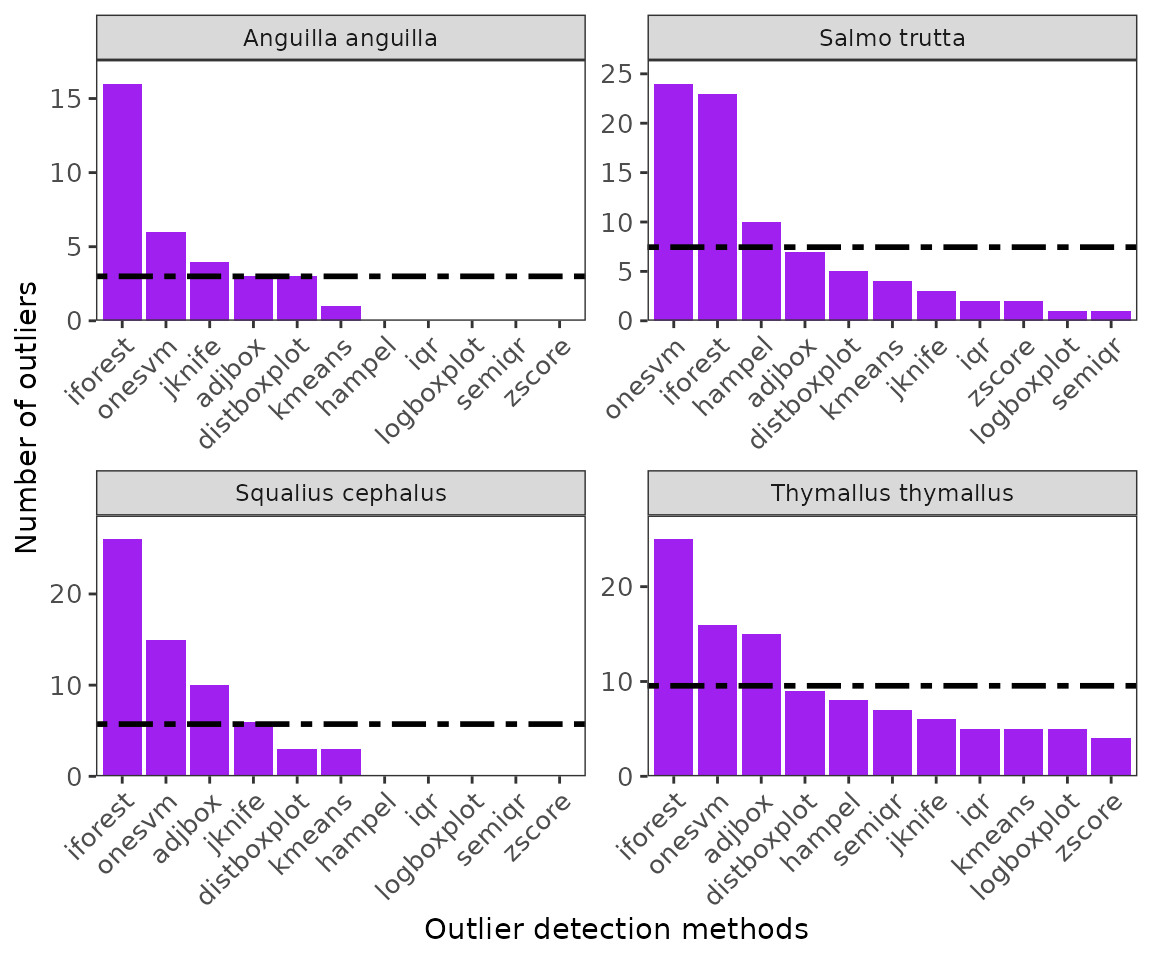 Anguilla anguilla
Salmo trutta
Number of outliers
15
10
5
0
iforest
onesvm
jknife
adjbox
distboxplot
kmeans
hampel
iqr
logboxplot
semiqr
zscore
25
20
15
10
5
0
onesvm
iforest
hampel
adjbox
distboxplot
kmeans
jknife
iqr
zscore
logboxplot
semiqr
Squalius cephalus
Thymallus thymallus
20
10
0
iforest
onesvm
adjbox
jknife
distboxplot
kmeans
hampel
iqr
logboxplot
semiqr
zscore
20
10
0
iforest
onesvm
adjbox
distboxplot
hampel
semiqr
jknife
iqr
kmeans
logboxplot
zscore
Outlier detection methods